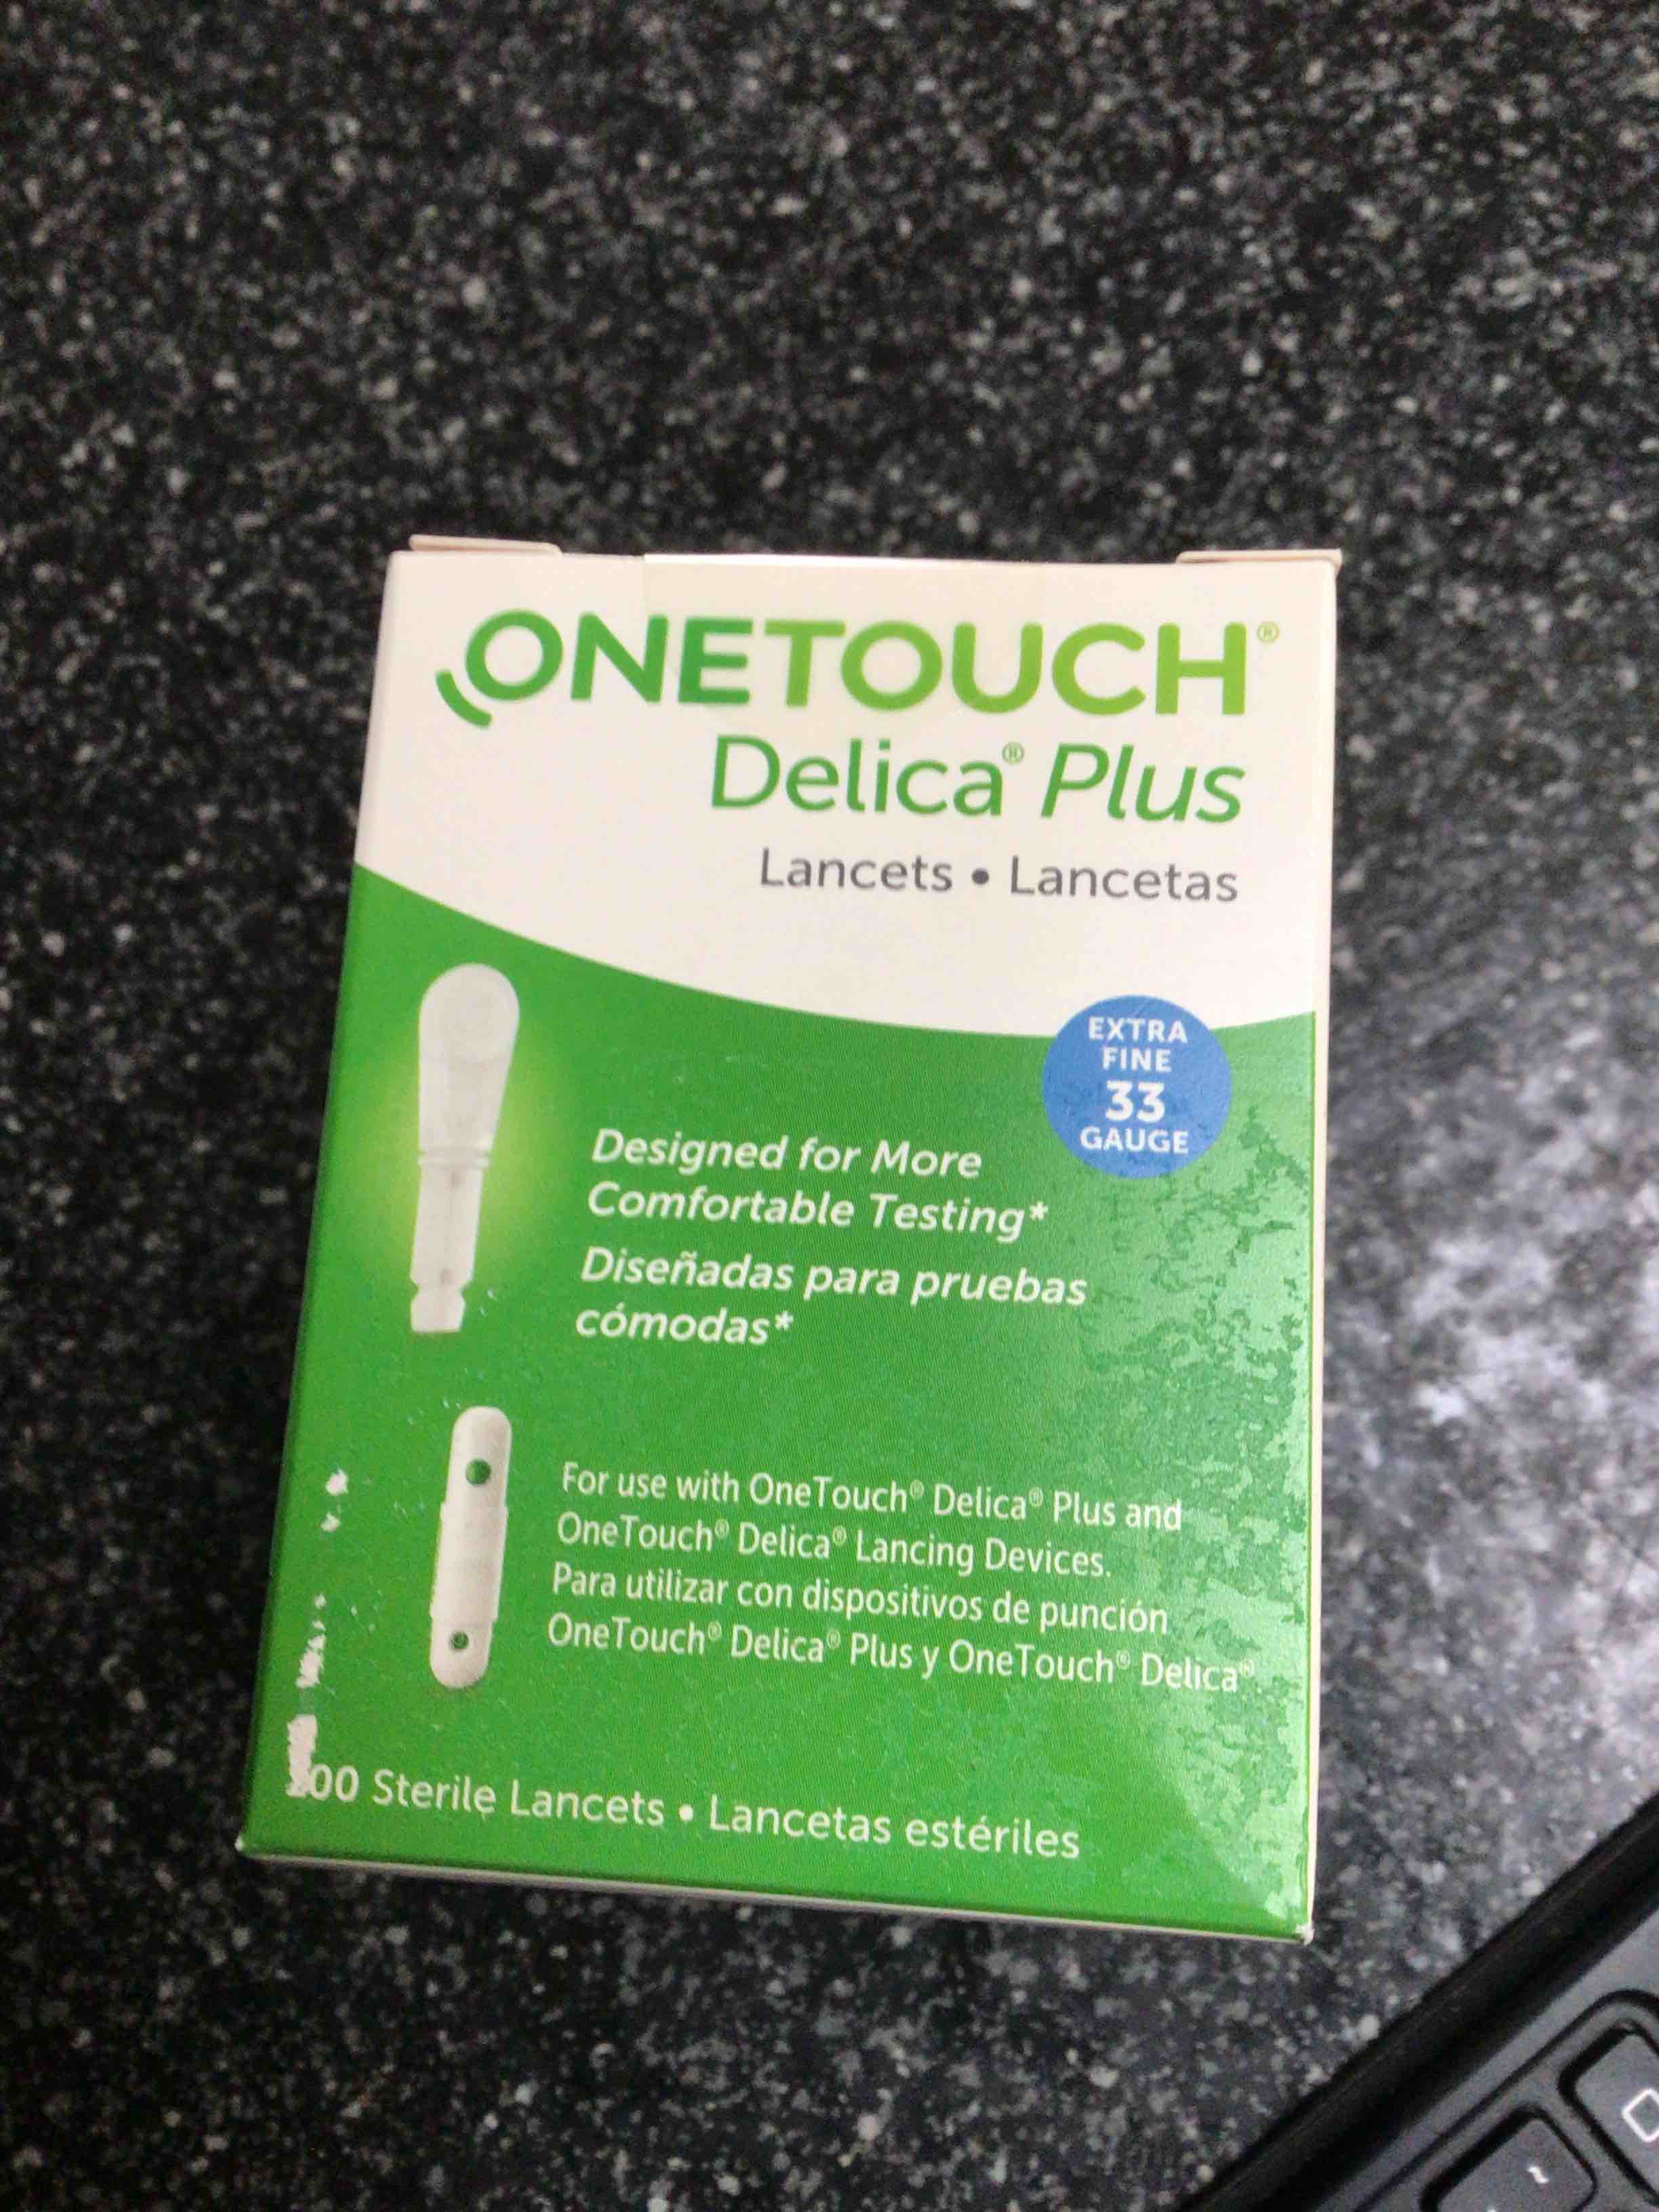 ONETOUCH®
Delica® Plus
Lancets • Lancetas
EXTRA
FINE
33
GAUGE
Designed for More
Comfortable Testing*
Diseñadas para pruebas
cómodas*
For use with OneTouch® Delica® Plus and
OneTouch® Delica® Lancing Devices.
Para utilizar con dispositivos de punción
OneTouch® Delica® Plus y OneTouch® Delica®.
Sterile Lancets • Lancetas estériles
~